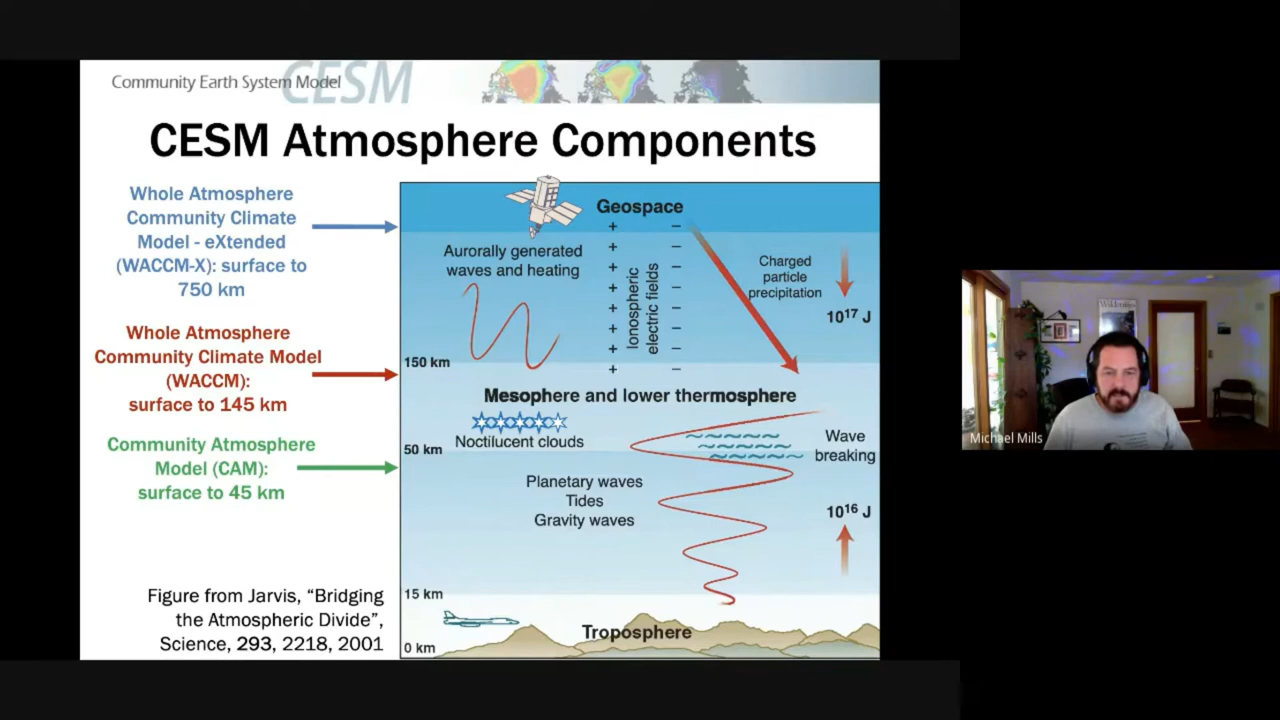 Community Earth System Model
CESM
CESM Atmosphere Components
Whole Atmosphere
Community Climate
Model - eXtended
(WACCM-X): surface to
750 km
Whole Atmosphere
Community Climate Model
(WACCM):
surface to 145 km
Community Atmosphere
Model (CAM):
surface to 45 km
Figure from Jarvis, “Bridging
the Atmospheric Divide”,
Science, 293, 2218, 2001
Geospace
Aurorally generated
waves and heating
Ionospheric
electric fields
Charged
particle
precipitation
10¹⁷ J
150 km
Mesophere and lower thermosphere
Noctilucent clouds
50 km
Wave
breaking
Planetary waves
Tides
Gravity waves
10¹⁶ J
15 km
Troposphere
0 km
Michael Mills